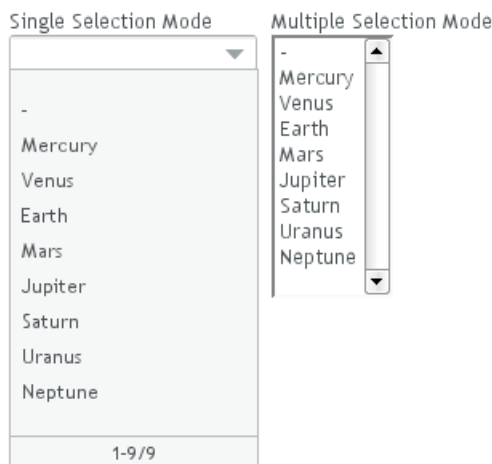 Single Selection Mode
-
Mercury
Venus
Earth
Mars
Jupiter
Saturn
Uranus
Neptune
1-9/9
Multiple Selection Mode
-
Mercury
Venus
Earth
Mars
Jupiter
Saturn
Uranus
Neptune